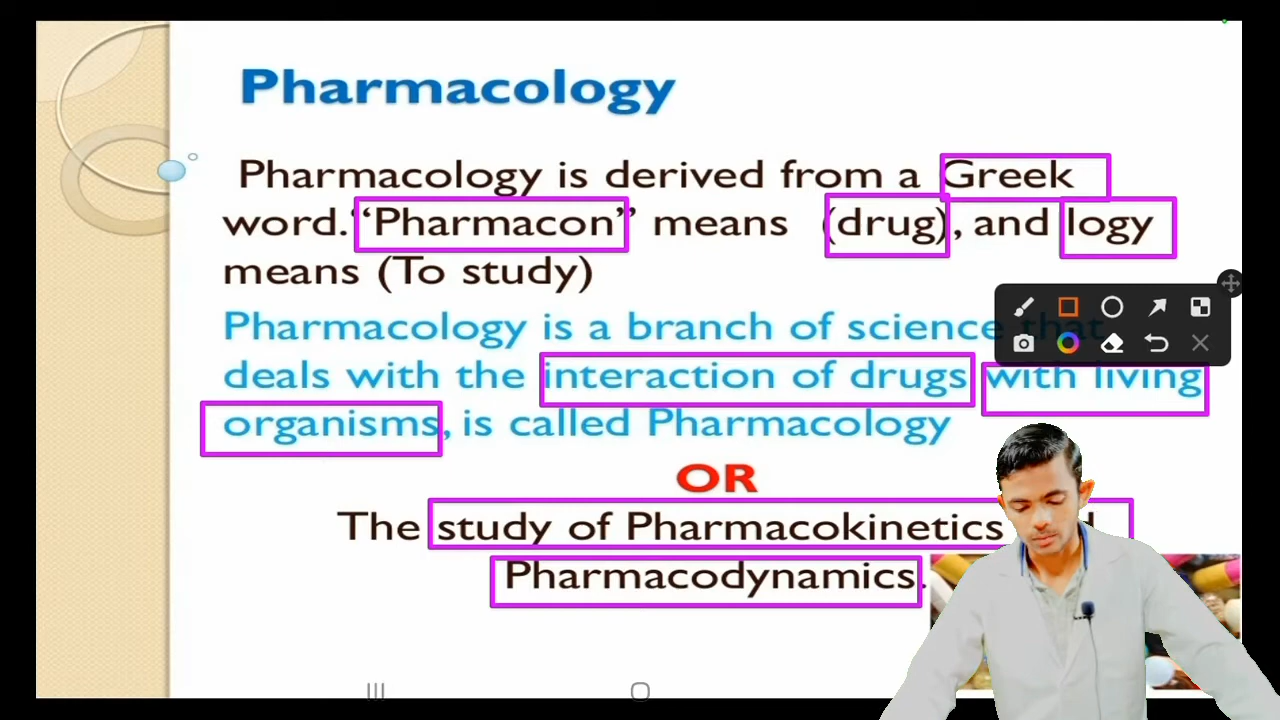 Pharmacology
Pharmacology is derived from a Greek
word.“Pharmacon” means (drug), and logy
means (To study)
Pharmacology is a branch of science that
deals with the interaction of drugs with living
organisms, is called Pharmacology
OR
The study of Pharmacokinetics
Pharmacodynamics.